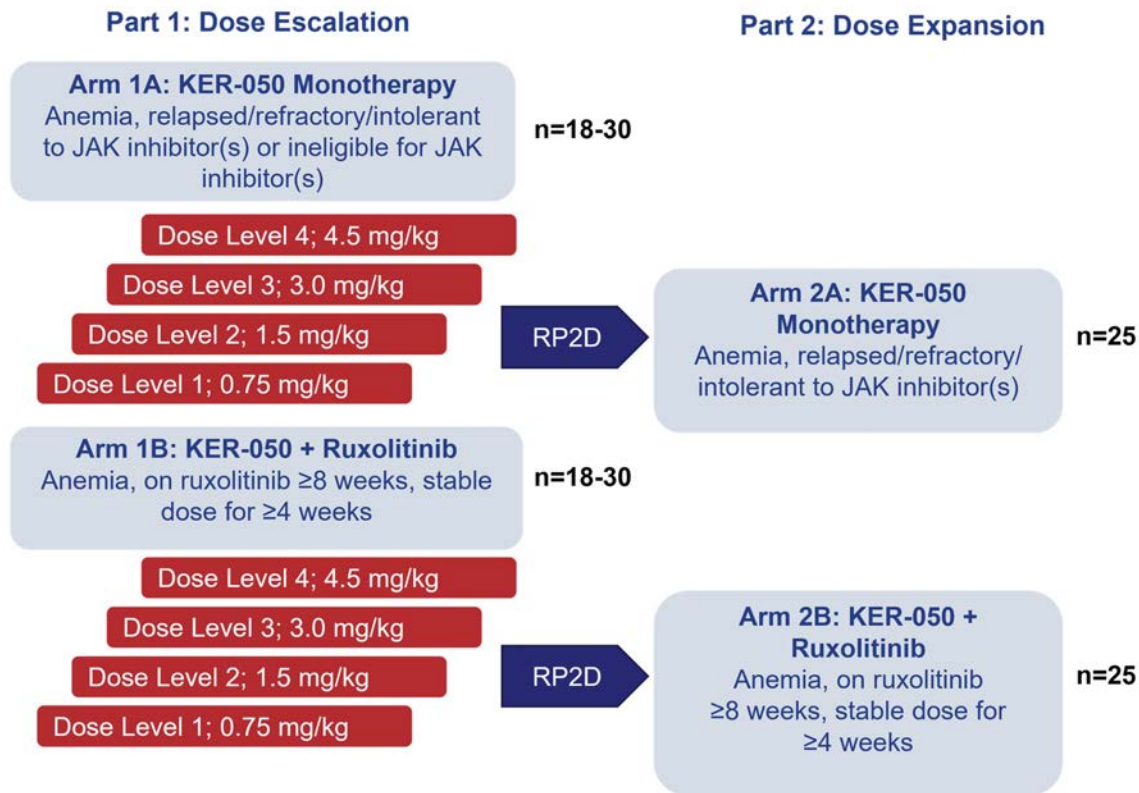 Part 1: Dose Escalation
Part 2: Dose Expansion
Arm 1A: KER-050 Monotherapy
Anemia, relapsed/refractory/intolerant
to JAK inhibitor(s) or ineligible for JAK
inhibitor(s)
n=18-30
Dose Level 4; 4.5 mg/kg
Dose Level 3; 3.0 mg/kg
Dose Level 2; 1.5 mg/kg
Dose Level 1; 0.75 mg/kg
RP2D
Arm 2A: KER-050
Monotherapy
Anemia, relapsed/refractory/
intolerant to JAK inhibitor(s)
n=25
Arm 1B: KER-050 + Ruxolitinib
Anemia, on ruxolitinib ≥8 weeks, stable
dose for ≥4 weeks
n=18-30
Dose Level 4; 4.5 mg/kg
Dose Level 3; 3.0 mg/kg
Dose Level 2; 1.5 mg/kg
Dose Level 1; 0.75 mg/kg
RP2D
Arm 2B: KER-050 +
Ruxolitinib
Anemia, on ruxolitinib
≥8 weeks, stable dose for
≥4 weeks
n=25